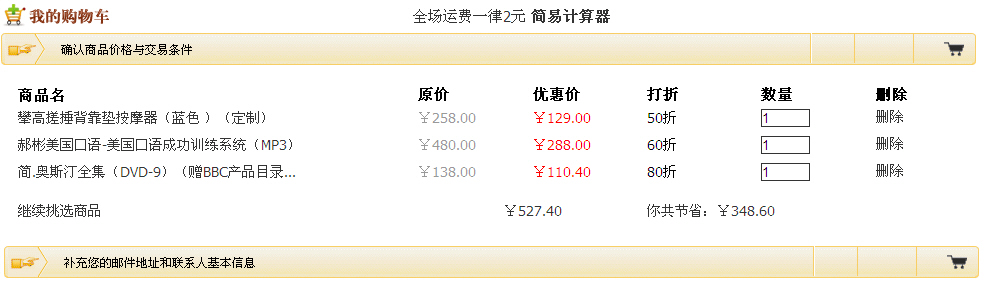 我的购物车 全场运费一律2元 简易计算器
确认商品价格与交易条件
商品名 原价 优惠价 打折 数量 删除
攀高搓捶背靠垫按摩器（蓝色 ）（定制） ￥258.00 ￥129.00 50折 1 删除
郝彬美国口语-美国口语成功训练系统（MP3） ￥480.00 ￥288.00 60折 1 删除
简.奥斯汀全集（DVD-9）（赠BBC产品目录... ￥138.00 ￥110.40 80折 1 删除
继续挑选商品 ￥527.40 你共节省：￥348.60
补充您的邮件地址和联系人基本信息